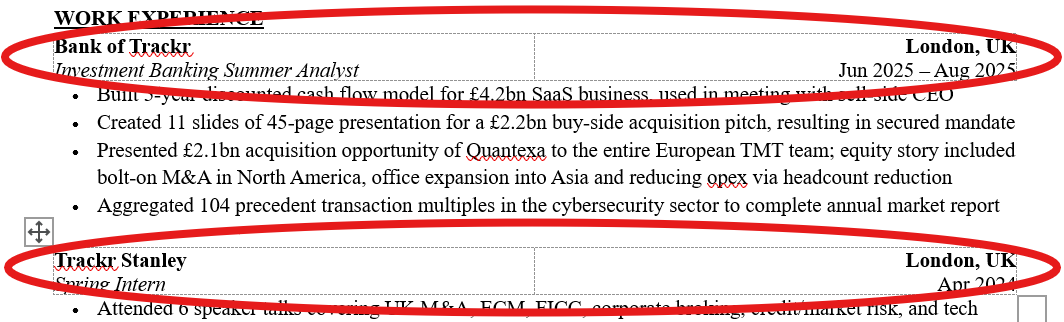 WORK EXPERIENCE
Bank of Trackr London, UK
Investment Banking Summer Analyst Jun 2025 – Aug 2025
• Built 5-year discounted cash flow model for £4.2bn SaaS business, used in meeting with sell-side CEO
• Created 11 slides of 45-page presentation for a £2.2bn buy-side acquisition pitch, resulting in secured mandate
• Presented £2.1bn acquisition opportunity of Quantexa to the entire European TMT team; equity story included
bolt-on M&A in North America, office expansion into Asia and reducing opex via headcount reduction
• Aggregated 104 precedent transaction multiples in the cybersecurity sector to complete annual market report
Trackr Stanley London, UK
Spring Intern Apr 2024
• Attended 6 speaker talks covering UK M&A, ECM, FICC, corporate broking, credit/market risk, and tech